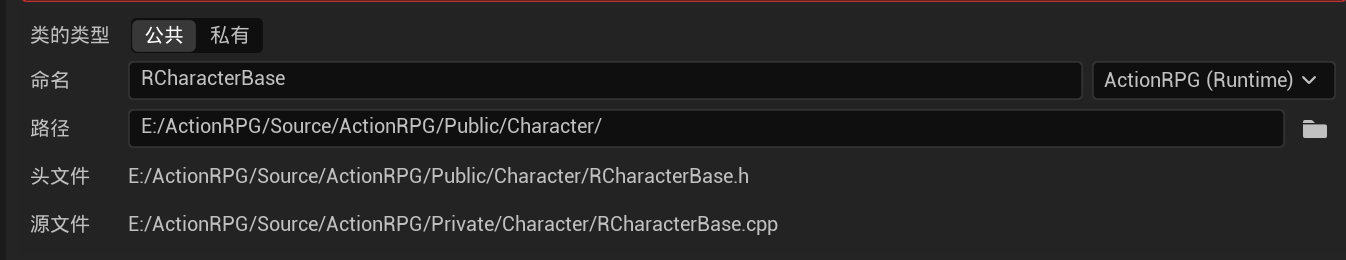 类的类型 公共 私有
命名 RCharacterBase ActionRPG (Runtime)
路径 E:/ActionRPG/Source/ActionRPG/Public/Character/
头文件 E:/ActionRPG/Source/ActionRPG/Public/Character/RCharacterBase.h
源文件 E:/ActionRPG/Source/ActionRPG/Private/Character/RCharacterBase.cpp